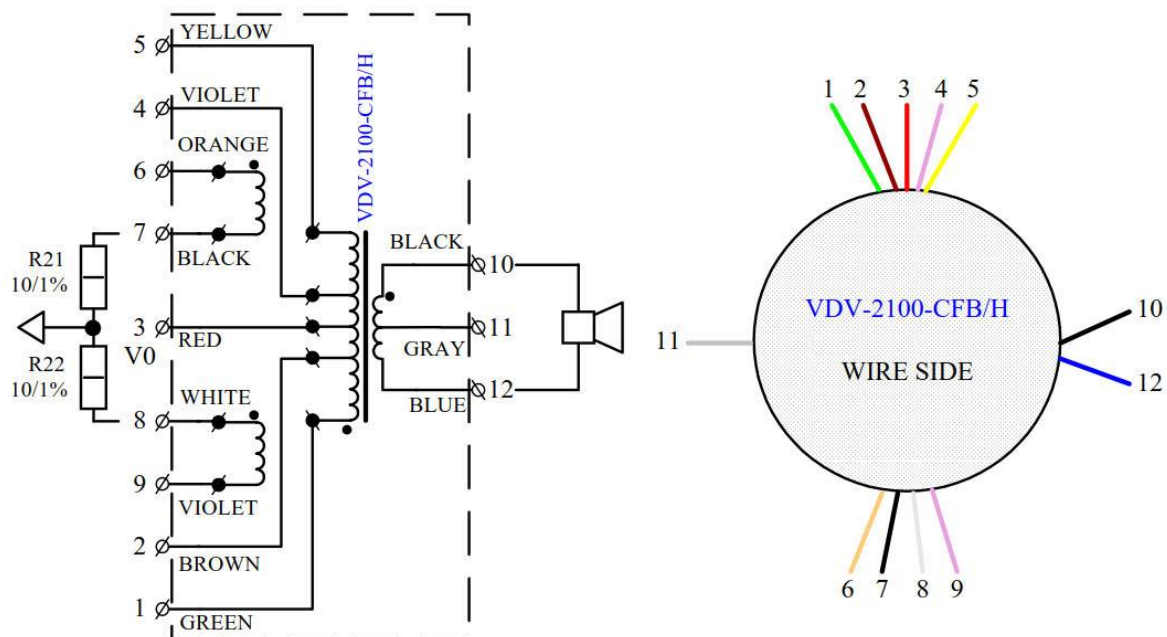 5 YELLOW
4 VIOLET
ORANGE
6
7
BLACK
R21
10/1%
3 RED
V0
R22
10/1%
WHITE
8
9
VIOLET
2
BROWN
1
GREEN
VDV-2100-CFB/H
BLACK
10
11
GRAY
12
BLUE
1 2 3 4 5
VDV-2100-CFB/H
WIRE SIDE
11
10
12
6 7 8 9